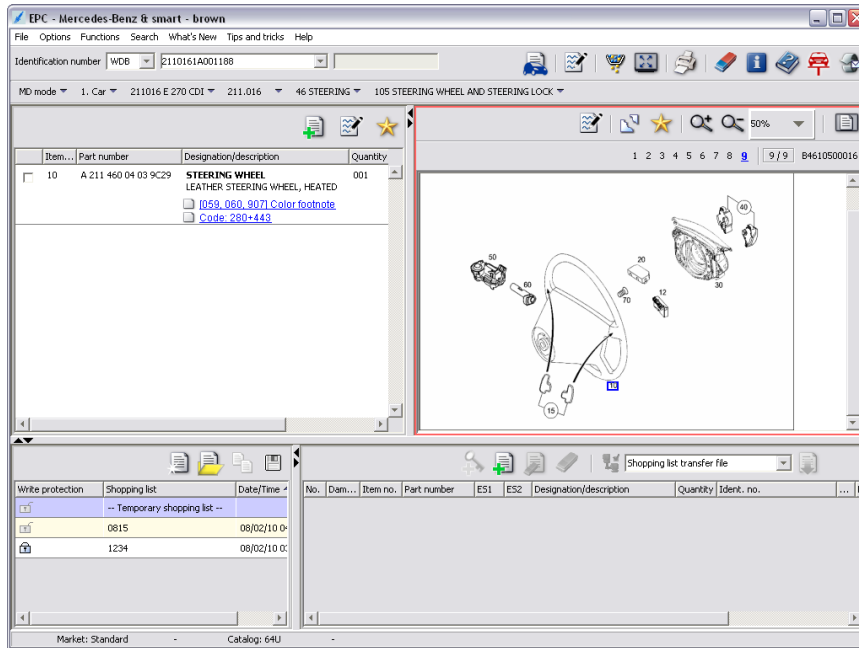 EPC - Mercedes-Benz & smart - brown
File Options Functions Search What's New Tips and tricks Help
Identification number WDB 2110161A001188
MD mode 1. Car 211016 E 270 CDI 211.016 46 STEERING 105 STEERING WHEEL AND STEERING LOCK
50%
Item... Part number Designation/description Quantity
1 2 3 4 5 6 7 8 9 9/9 B4610500016
10 A 211 460 04 03 9C29 STEERING WHEEL 001
LEATHER STEERING WHEEL, HEATED
[059, 060, 907] Color footnote
Code: 280+443
40
50
20
60
30
12
70
10
15
Shopping list transfer file
Write protection Shopping list Date/Time
No. Dam... Item no. Part number ES1 ES2 Designation/description Quantity Ident. no. ...
-- Temporary shopping list --
0815 08/02/10 0
1234 08/02/10 0
Market: Standard - Catalog: 64U -